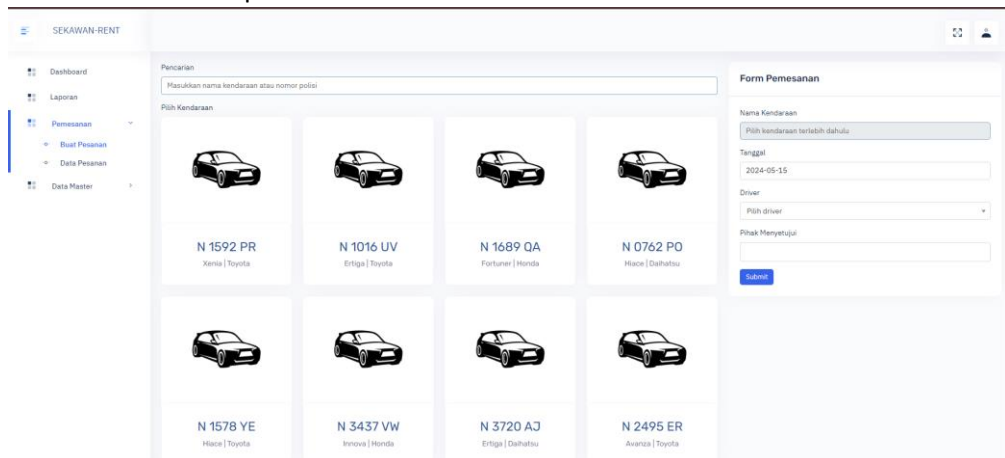 SEKAWAN-RENT
Dashboard
Laporan
Pemesanan
Buat Pesanan
Data Pesanan
Data Master
Pencarian
Masukkan nama kendaraan atau nomor polisi
Pilih Kendaraan
N 1592 PR
Xenia | Toyota
N 1016 UV
Ertiga | Toyota
N 1689 QA
Fortuner | Honda
N 0762 PO
Hiace | Daihatsu
N 1578 YE
Hiace | Toyota
N 3437 VW
Innova | Honda
N 3720 AJ
Ertiga | Daihatsu
N 2495 ER
Avanza | Toyota
Form Pemesanan
Nama Kendaraan
Pilih kendaraan terlebih dahulu
Tanggal
2024-05-15
Driver
Pilih driver
Pihak Menyetujui
Submit